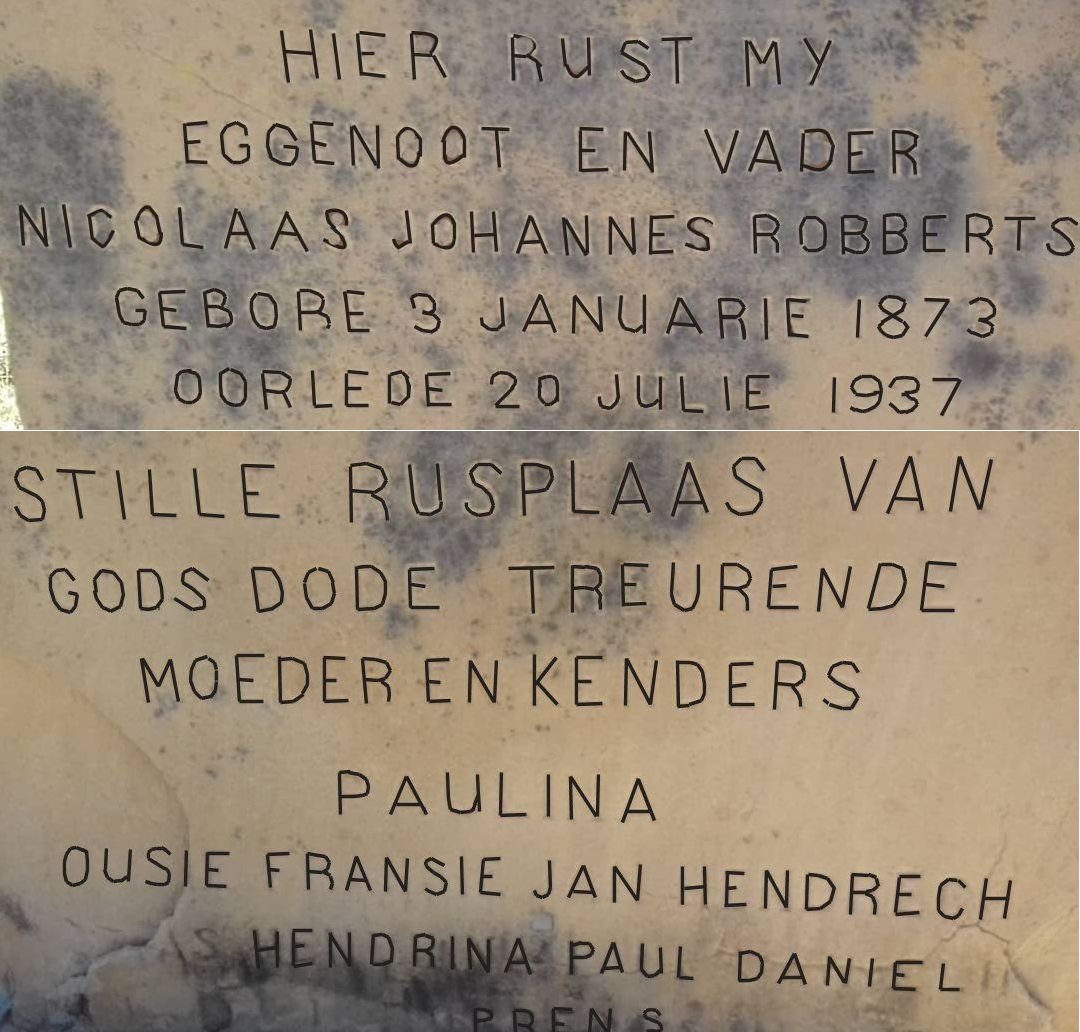 HIER RUST MY
EGGENOOT EN VADER
NICOLAAS JOHANNES ROBBERTS
GEBORE 3 JANUARIE 1873
OORLEDE 20 JULIE 1937
STILLE RUSPLAAS VAN
GODS DODE TREURENDE
MOEDER EN KENDERS
PAULINA
OUSIE FRANSIE JAN HENDRECH
HENDRINA PAUL DANIEL
PRENS